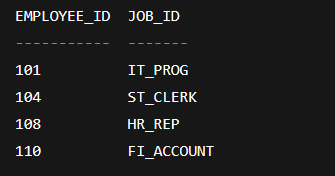 EMPLOYEE_ID  JOB_ID
-----------  -------
101          IT_PROG
104          ST_CLERK
108          HR_REP
110          FI_ACCOUNT